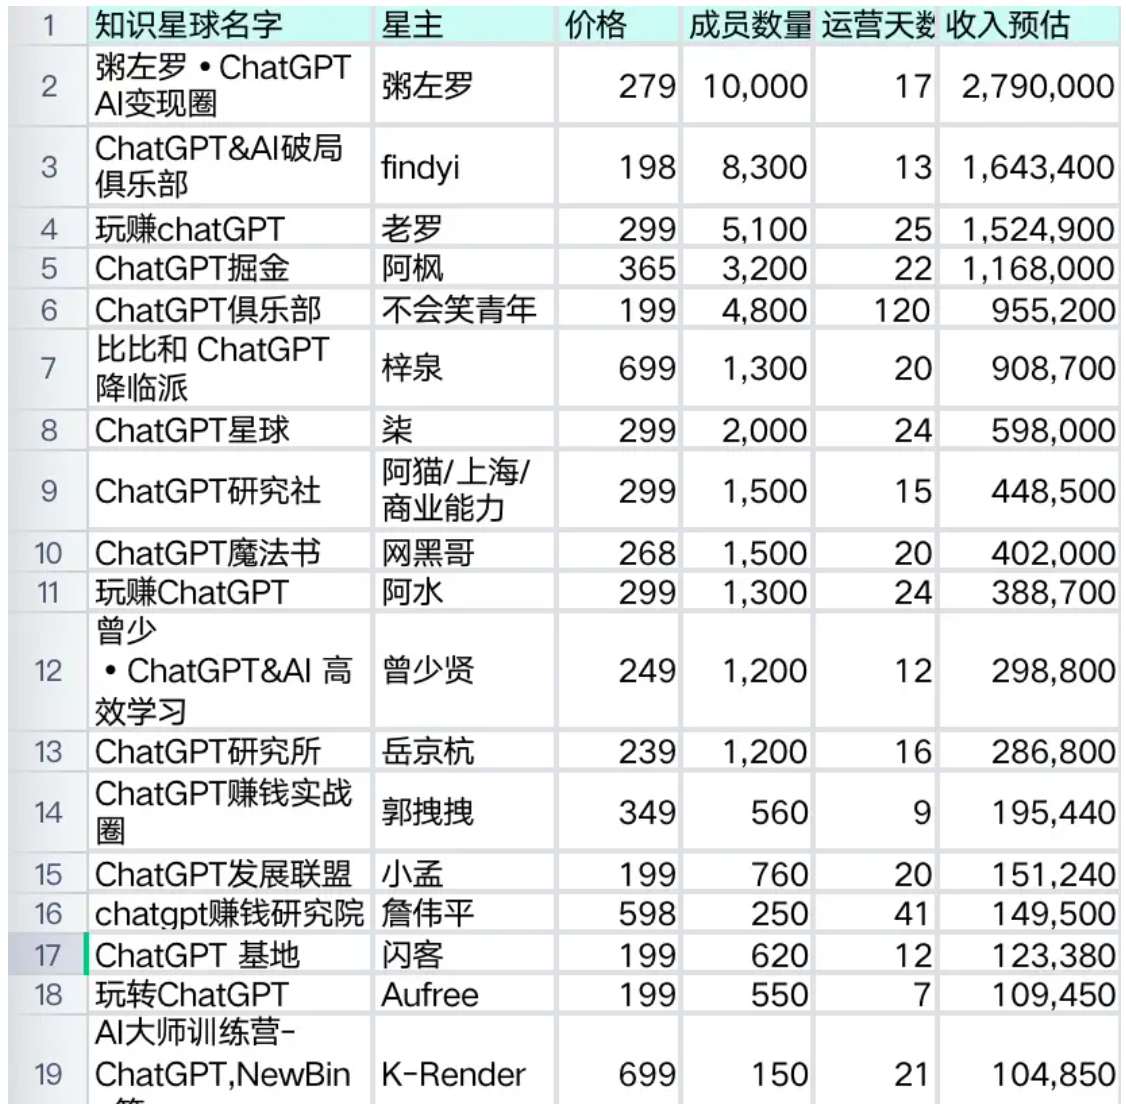 1 知识星球名字 星主 价格 成员数量 运营天数 收入预估
2 粥左罗•ChatGPT AI变现圈 粥左罗 279 10,000 17 2,790,000
3 ChatGPT&AI破局俱乐部 findyi 198 8,300 13 1,643,400
4 玩赚chatGPT 老罗 299 5,100 25 1,524,900
5 ChatGPT掘金 阿枫 365 3,200 22 1,168,000
6 ChatGPT俱乐部 不会笑青年 199 4,800 120 955,200
7 比比和 ChatGPT 降临派 梓泉 699 1,300 20 908,700
8 ChatGPT星球 柒 299 2,000 24 598,000
9 ChatGPT研究社 阿猫/上海/商业能力 299 1,500 15 448,500
10 ChatGPT魔法书 网黑哥 268 1,500 20 402,000
11 玩赚ChatGPT 阿水 299 1,300 24 388,700
12 曾少•ChatGPT&AI 高效学习 曾少贤 249 1,200 12 298,800
13 ChatGPT研究所 岳京杭 239 1,200 16 286,800
14 ChatGPT赚钱实战圈 郭拽拽 349 560 9 195,440
15 ChatGPT发展联盟 小孟 199 760 20 151,240
16 chatgpt赚钱研究院 詹伟平 598 250 41 149,500
17 ChatGPT 基地 闪客 199 620 12 123,380
18 玩转ChatGPT Aufree 199 550 7 109,450
19 AI大师训练营-ChatGPT,NewBin K-Render 699 150 21 104,850